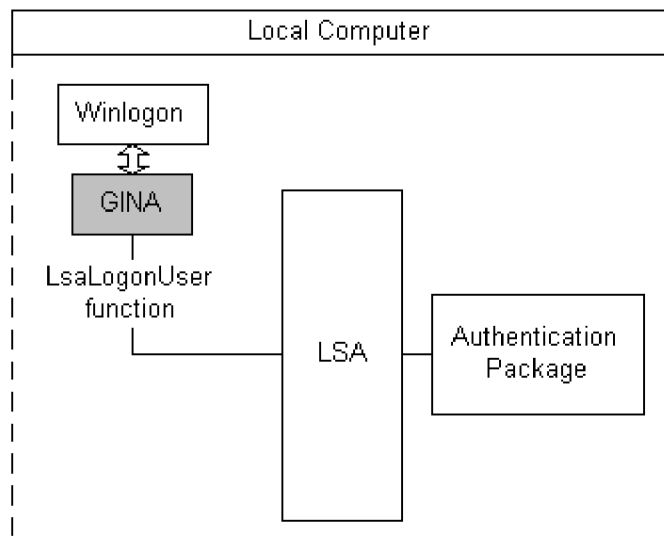 Local Computer
Winlogon
GINA
LsaLogonUser
function
LSA
Authentication
Package